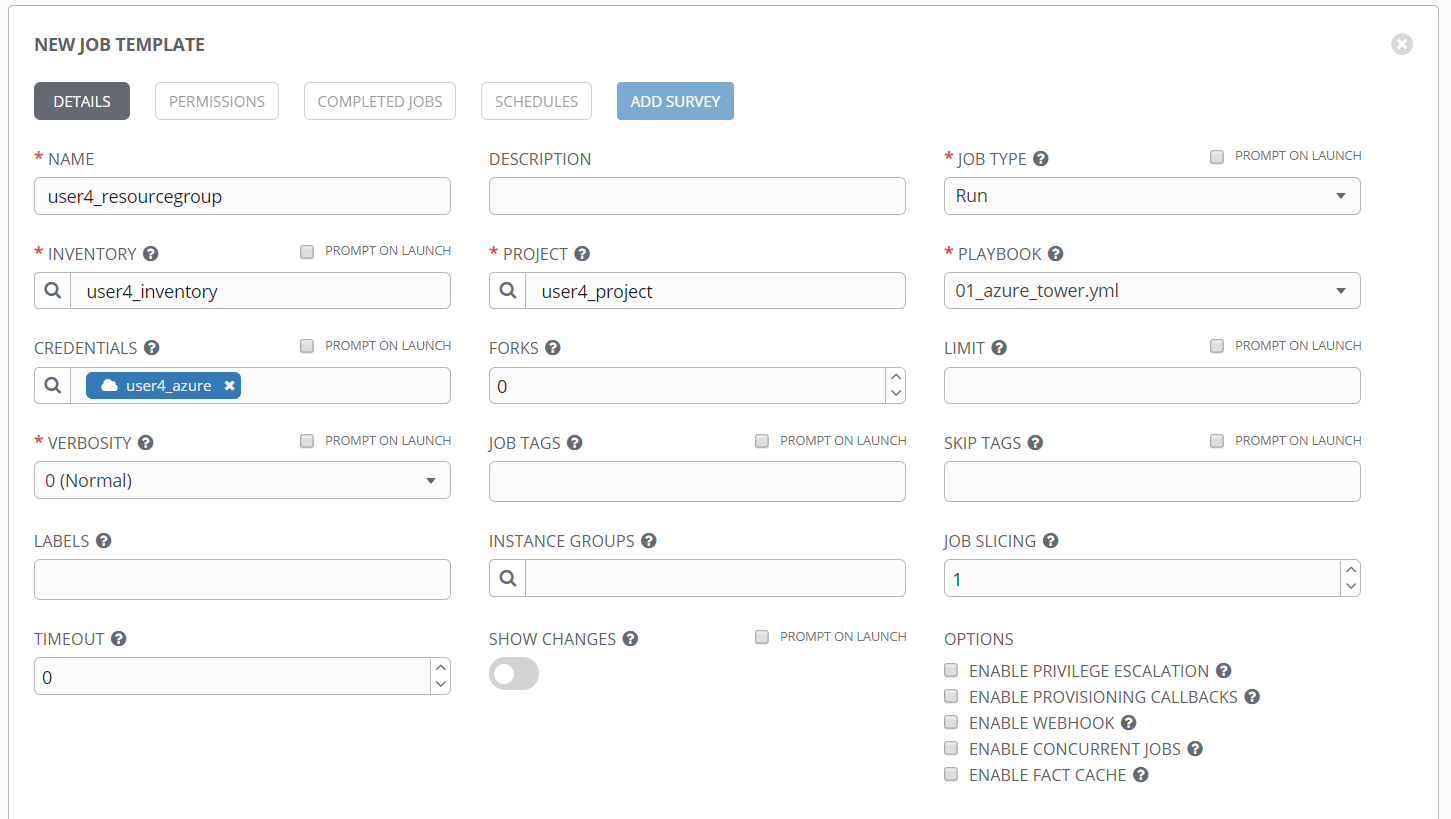 NEW JOB TEMPLATE
DETAILS PERMISSIONS COMPLETED JOBS SCHEDULES ADD SURVEY
* NAME DESCRIPTION * JOB TYPE ? PROMPT ON LAUNCH
user4_resourcegroup Run
* INVENTORY ? PROMPT ON LAUNCH * PROJECT ? * PLAYBOOK ?
user4_inventory user4_project 01_azure_tower.yml
CREDENTIALS ? PROMPT ON LAUNCH FORKS ? LIMIT ? PROMPT ON LAUNCH
user4_azure 0
* VERBOSITY ? PROMPT ON LAUNCH JOB TAGS ? PROMPT ON LAUNCH SKIP TAGS ? PROMPT ON LAUNCH
0 (Normal)
LABELS ? INSTANCE GROUPS ? JOB SLICING ?
1
TIMEOUT ? SHOW CHANGES ? PROMPT ON LAUNCH OPTIONS
0
ENABLE PRIVILEGE ESCALATION ?
ENABLE PROVISIONING CALLBACKS ?
ENABLE WEBHOOK ?
ENABLE CONCURRENT JOBS ?
ENABLE FACT CACHE ?